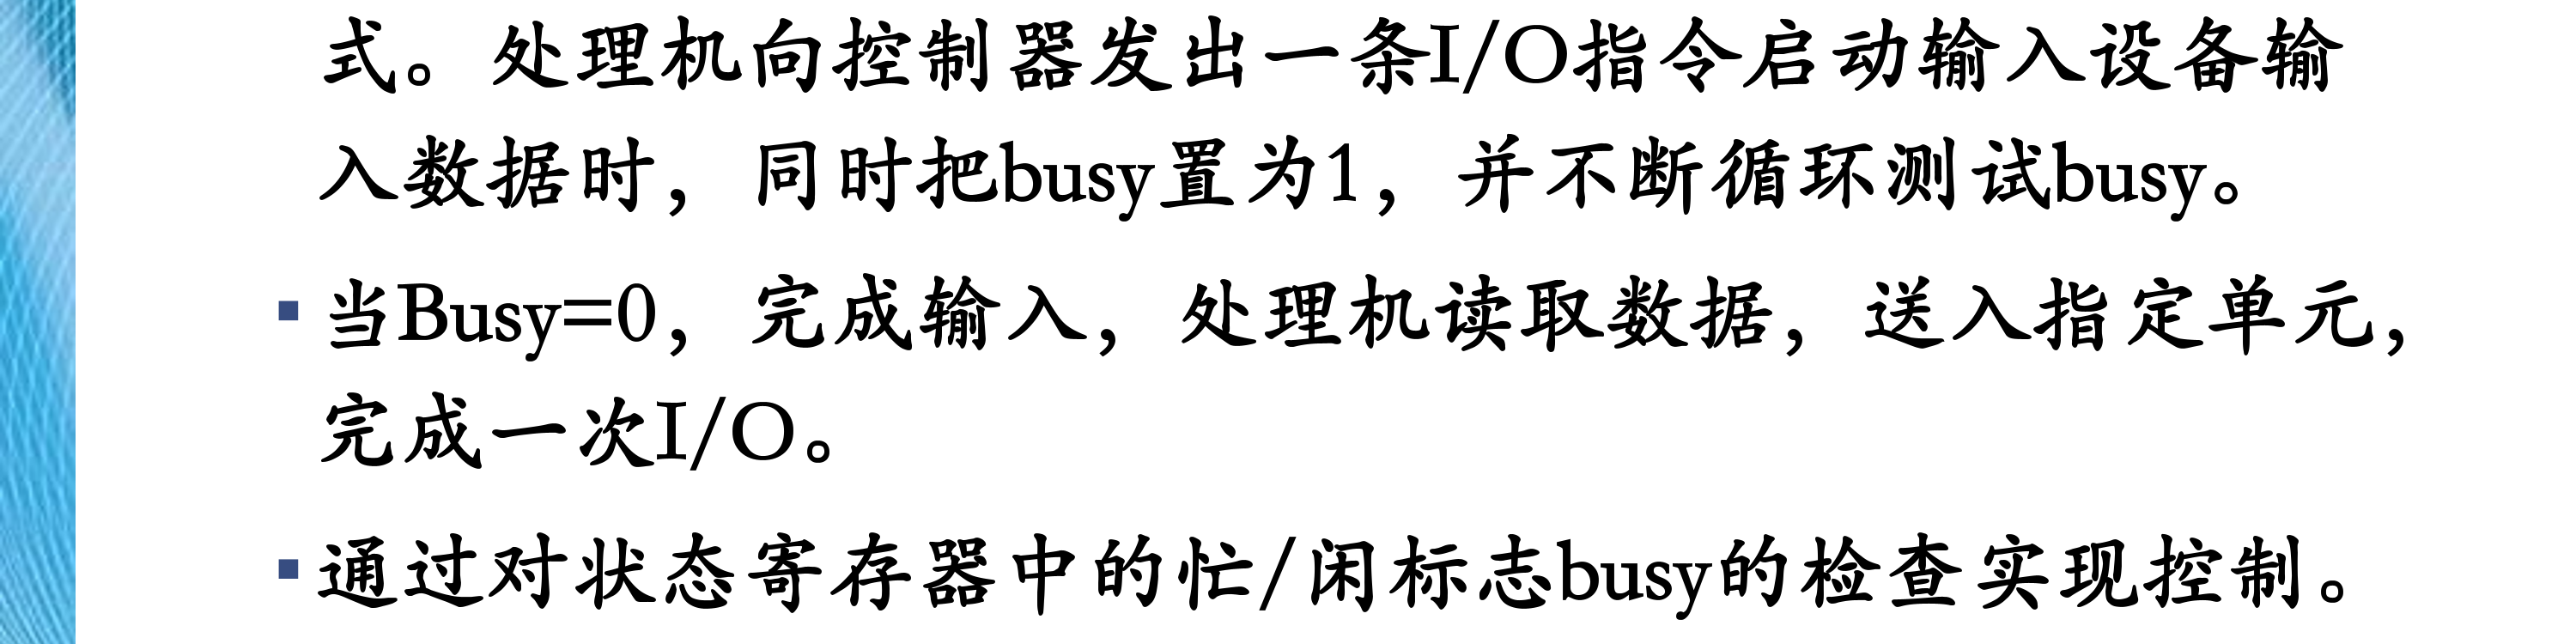 式。处理机向控制器发出一条I/O指令启动输入设备输
入数据时，同时把busy置为1，并不断循环测试busy。
▪当Busy=0，完成输入，处理机读取数据，送入指定单元，
完成一次I/O。
▪通过对状态寄存器中的忙/闲标志busy的检查实现控制。